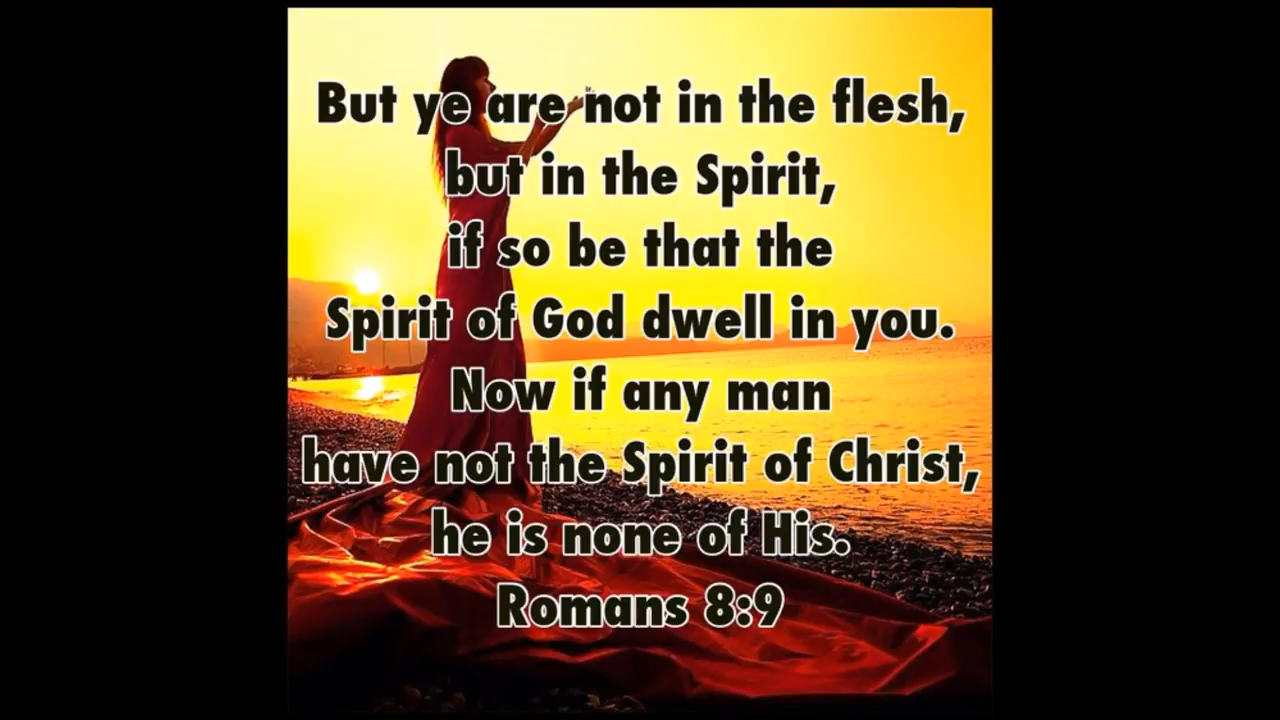 But ye are not in the flesh,
but in the Spirit,
if so be that the
Spirit of God dwell in you.
Now if any man
have not the Spirit of Christ,
he is none of His.
Romans 8:9